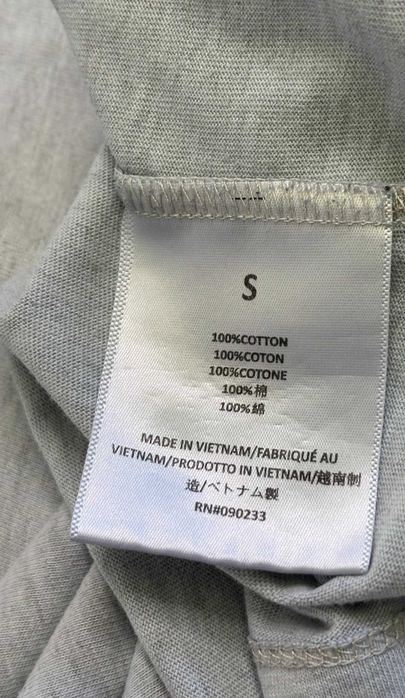 S
100%COTTON
100%COTON
100%COTONE
100%棉
100%綿
MADE IN VIETNAM/FABRIQUÉ AU
VIETNAM/PRODOTTO IN VIETNAM/越南制
造/ベトナム製
RN#090233